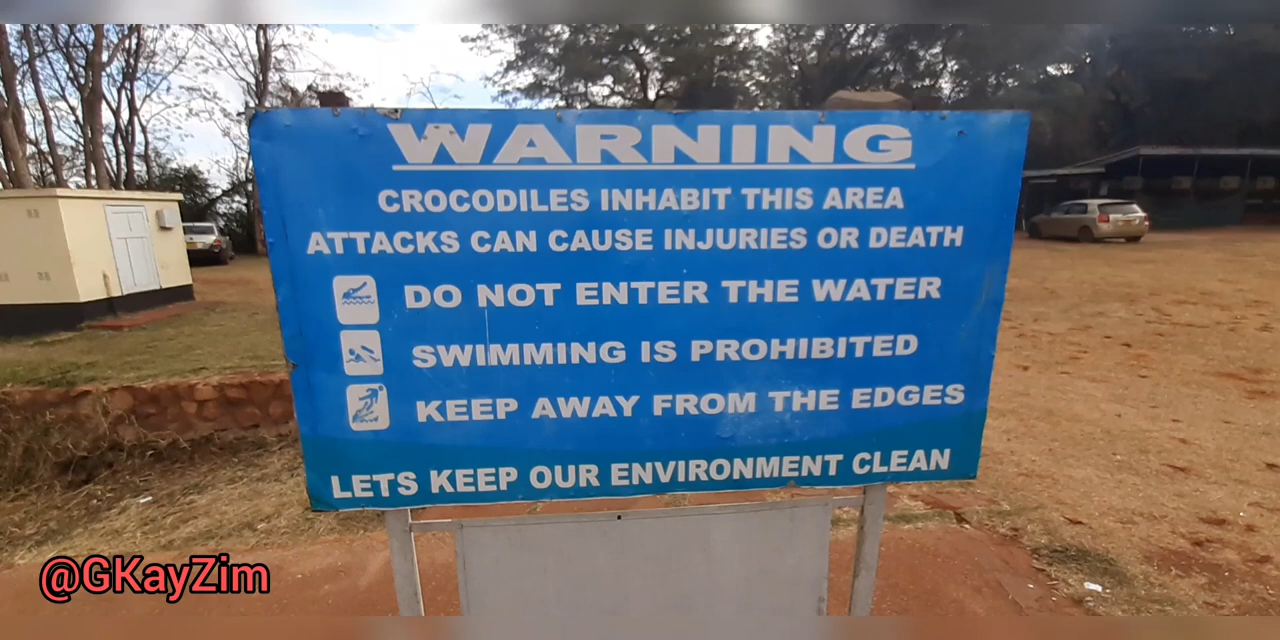 WARNING
CROCODILES INHABIT THIS AREA
ATTACKS CAN CAUSE INJURIES OR DEATH
DO NOT ENTER THE WATER
SWIMMING IS PROHIBITED
KEEP AWAY FROM THE EDGES
LETS KEEP OUR ENVIRONMENT CLEAN
@GKayZim